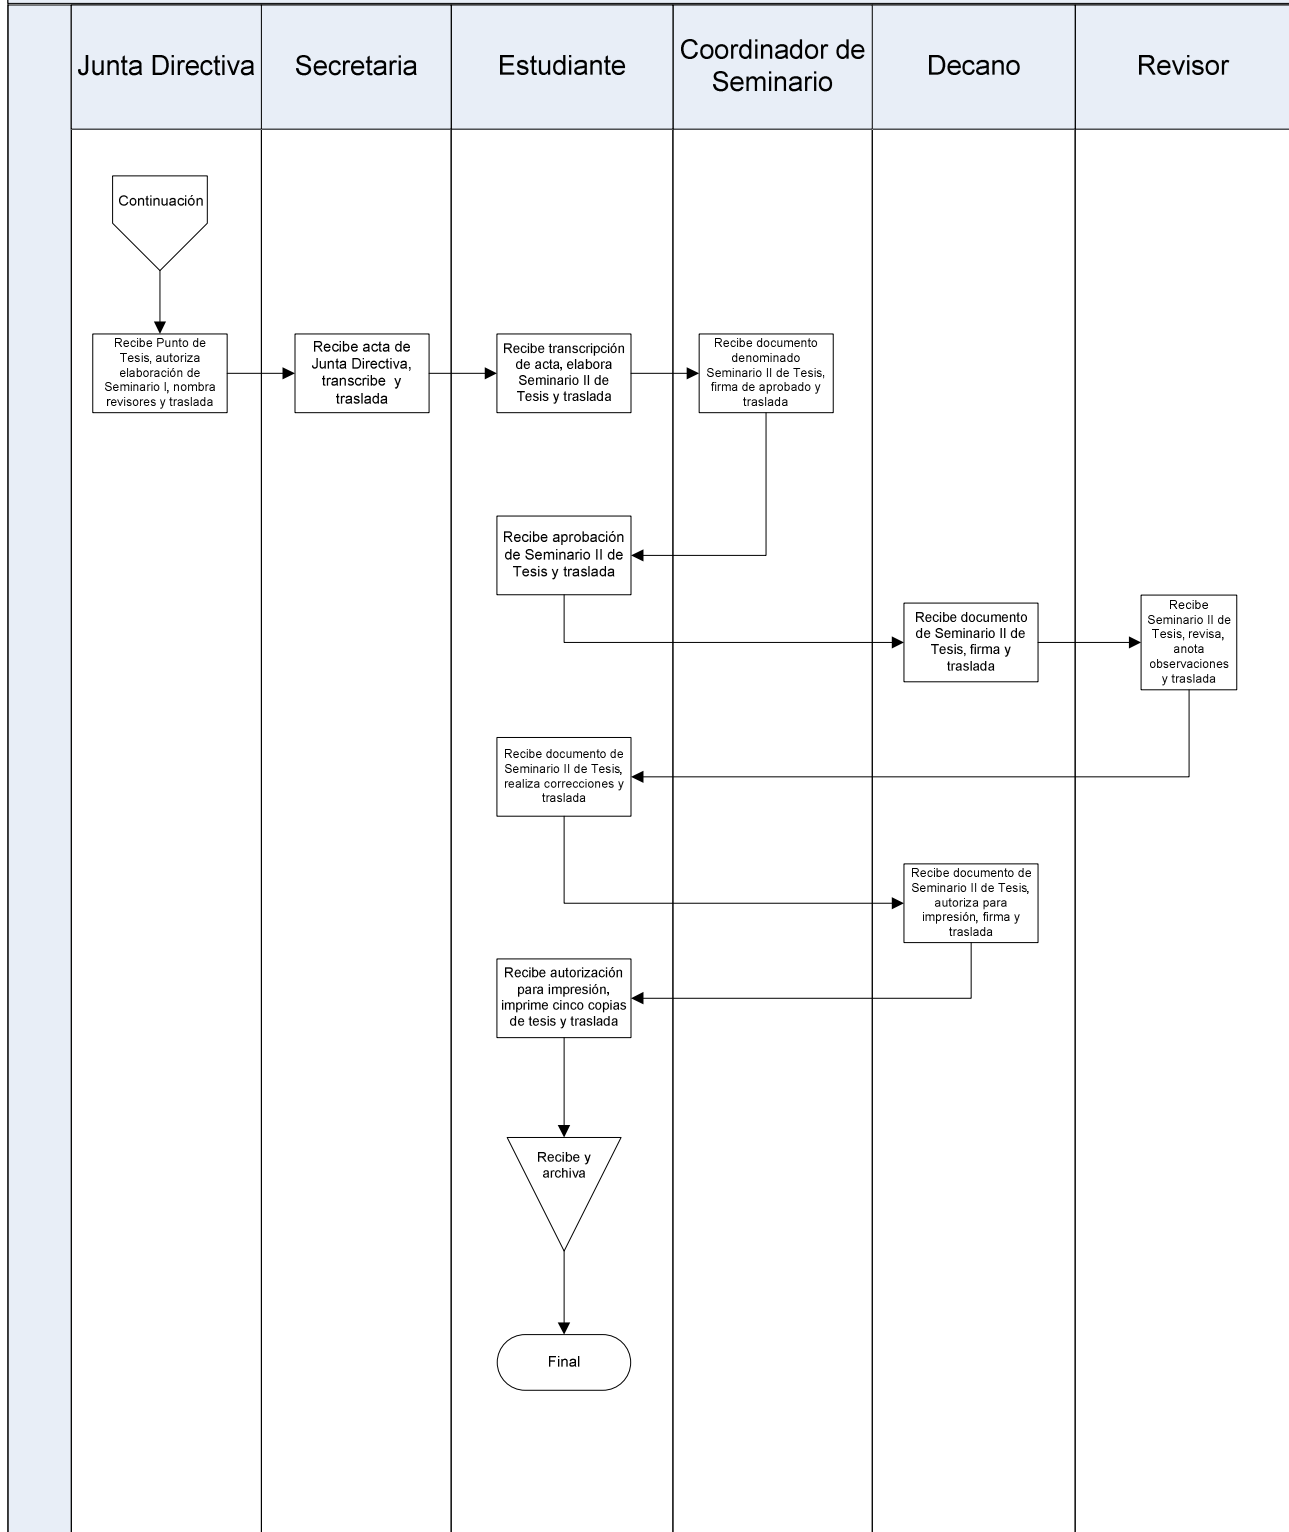 Junta Directiva
Secretaria
Estudiante
Coordinador de
Seminario
Decano
Revisor
Continuación
Recibe Punto de
Tesis, autoriza
elaboración de
Seminario I, nombra
revisores y traslada
Recibe acta de
Junta Directiva,
transcribe y
traslada
Recibe transcripción
de acta, elabora
Seminario II de
Tesis y traslada
Recibe documento
denominado
Seminario II de Tesis,
firma de aprobado y
traslada
Recibe aprobación
de Seminario II de
Tesis y traslada
Recibe documento
de Seminario II de
Tesis, firma y
traslada
Recibe
Seminario II de
Tesis, revisa,
anota
observaciones
y traslada
Recibe documento de
Seminario II de Tesis,
realiza correcciones y
traslada
Recibe documento de
Seminario II de Tesis,
autoriza para
impresión, firma y
traslada
Recibe autorización
para impresión,
imprime cinco copias
de tesis y traslada
Recibe y
archiva
Final